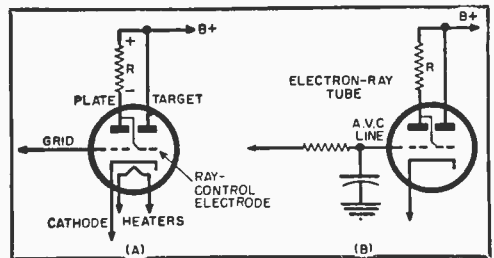 B+
+
R
-
PLATE TARGET
GRID
RAY-
CONTROL
ELECTRODE
CATHODE HEATERS
(A)
B+
R
ELECTRON-RAY
TUBE
A.V.C
LINE
(B)